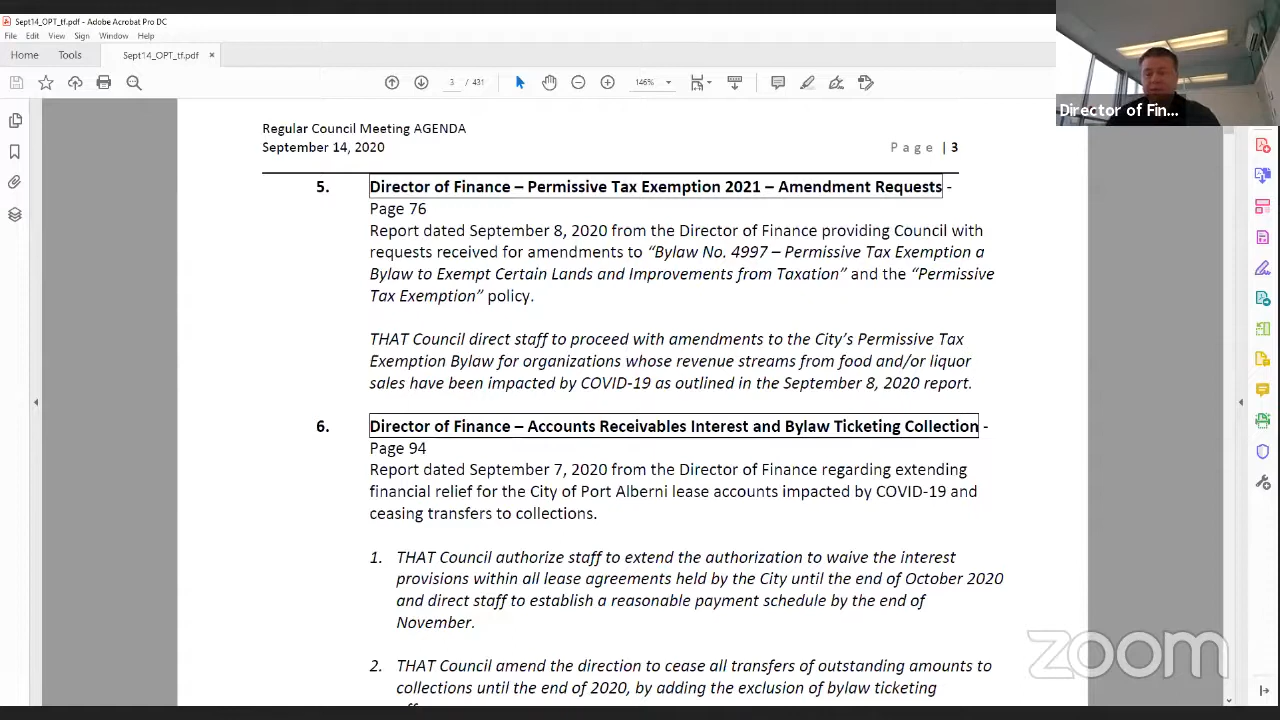 Sept14_OPT_tf.pdf - Adobe Acrobat Pro DC
File Edit View Sign Window Help
Home Tools Sept14_OPT_tf.pdf ×
3 / 431 146%
Director of Fin...
Regular Council Meeting AGENDA
September 14, 2020 Page | 3
5. Director of Finance – Permissive Tax Exemption 2021 – Amendment Requests -
Page 76
Report dated September 8, 2020 from the Director of Finance providing Council with
requests received for amendments to “Bylaw No. 4997 – Permissive Tax Exemption a
Bylaw to Exempt Certain Lands and Improvements from Taxation” and the “Permissive
Tax Exemption” policy.
THAT Council direct staff to proceed with amendments to the City’s Permissive Tax
Exemption Bylaw for organizations whose revenue streams from food and/or liquor
sales have been impacted by COVID-19 as outlined in the September 8, 2020 report.
6. Director of Finance – Accounts Receivables Interest and Bylaw Ticketing Collection -
Page 94
Report dated September 7, 2020 from the Director of Finance regarding extending
financial relief for the City of Port Alberni lease accounts impacted by COVID-19 and
ceasing transfers to collections.
1. THAT Council authorize staff to extend the authorization to waive the interest
provisions within all lease agreements held by the City until the end of October 2020
and direct staff to establish a reasonable payment schedule by the end of
November.
2. THAT Council amend the direction to cease all transfers of outstanding amounts to
collections until the end of 2020, by adding the exclusion of bylaw ticketing
zoom